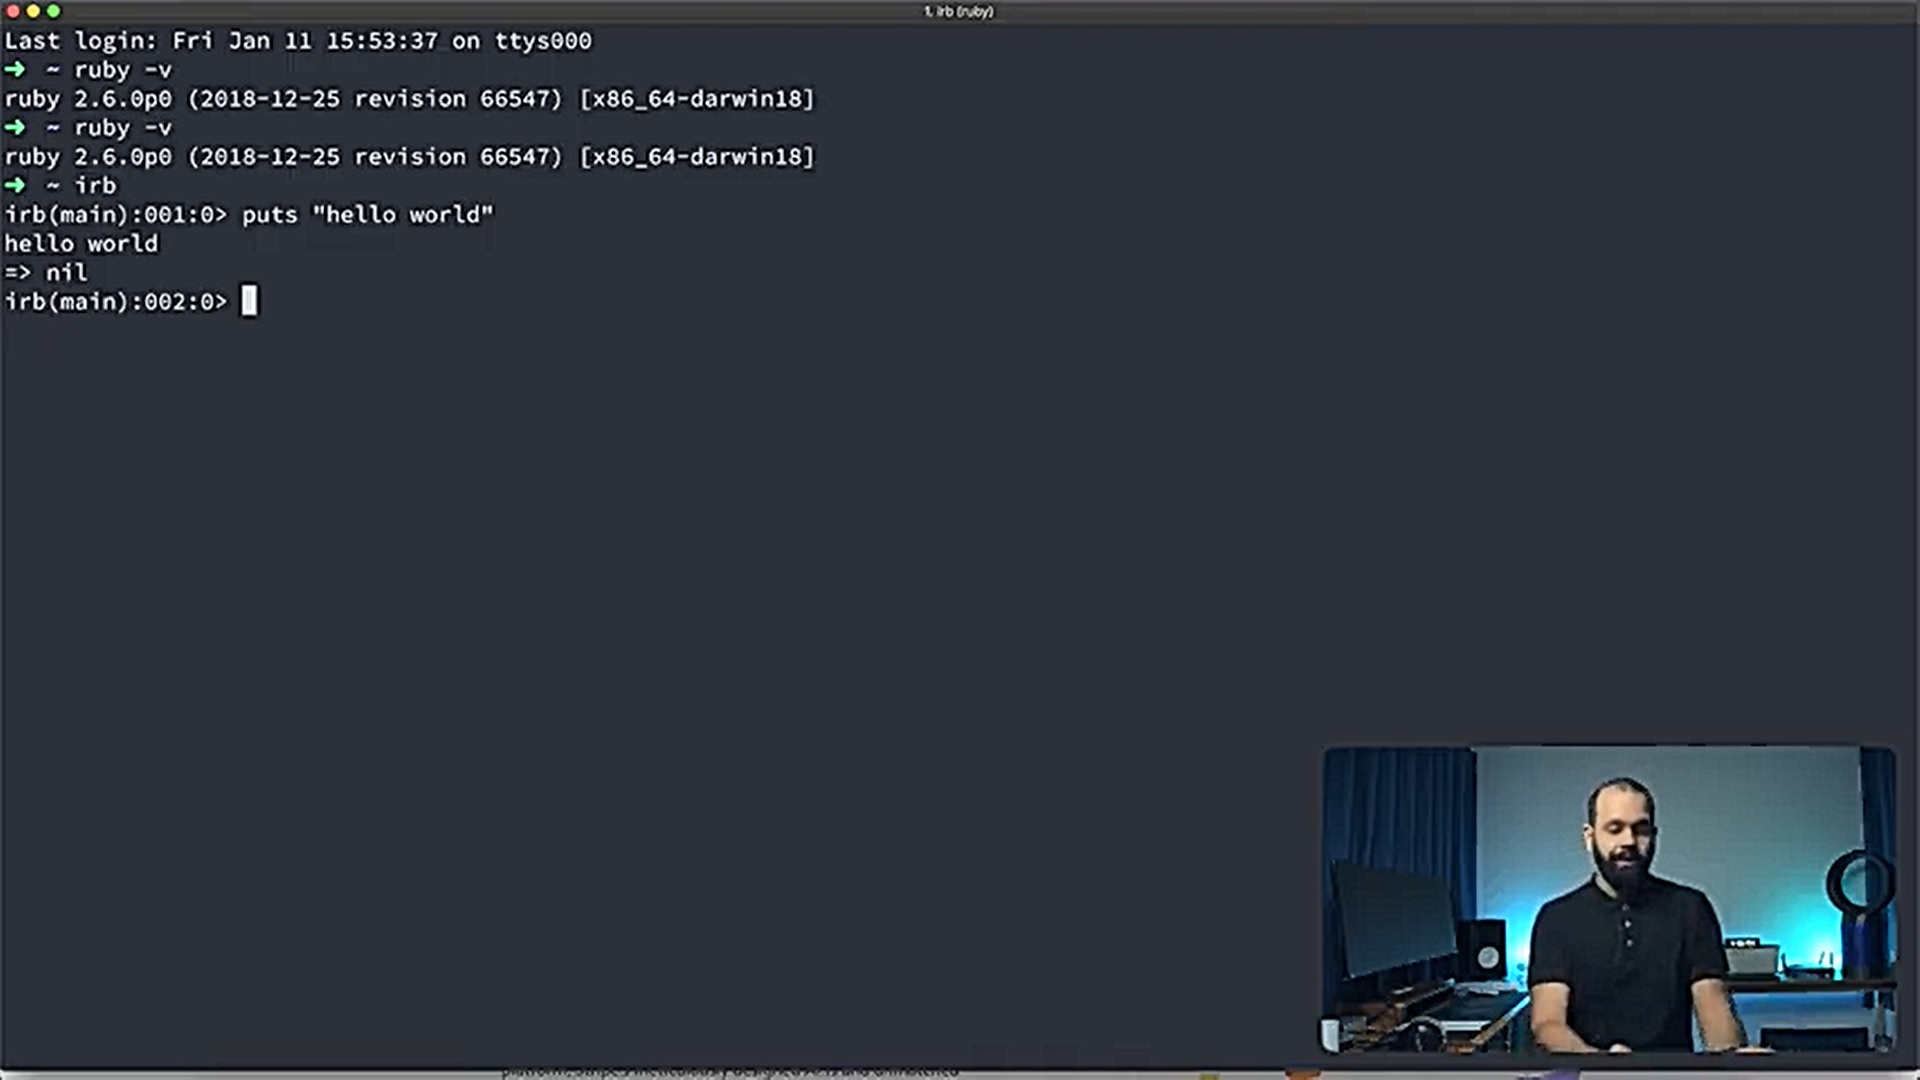 1. irb (ruby)
Last login: Fri Jan 11 15:53:37 on ttys000
➜ ~ ruby -v
ruby 2.6.0p0 (2018-12-25 revision 66547) [x86_64-darwin18]
➜ ~ ruby -v
ruby 2.6.0p0 (2018-12-25 revision 66547) [x86_64-darwin18]
➜ ~ irb
irb(main):001:0> puts "hello world"
hello world
=> nil
irb(main):002:0>